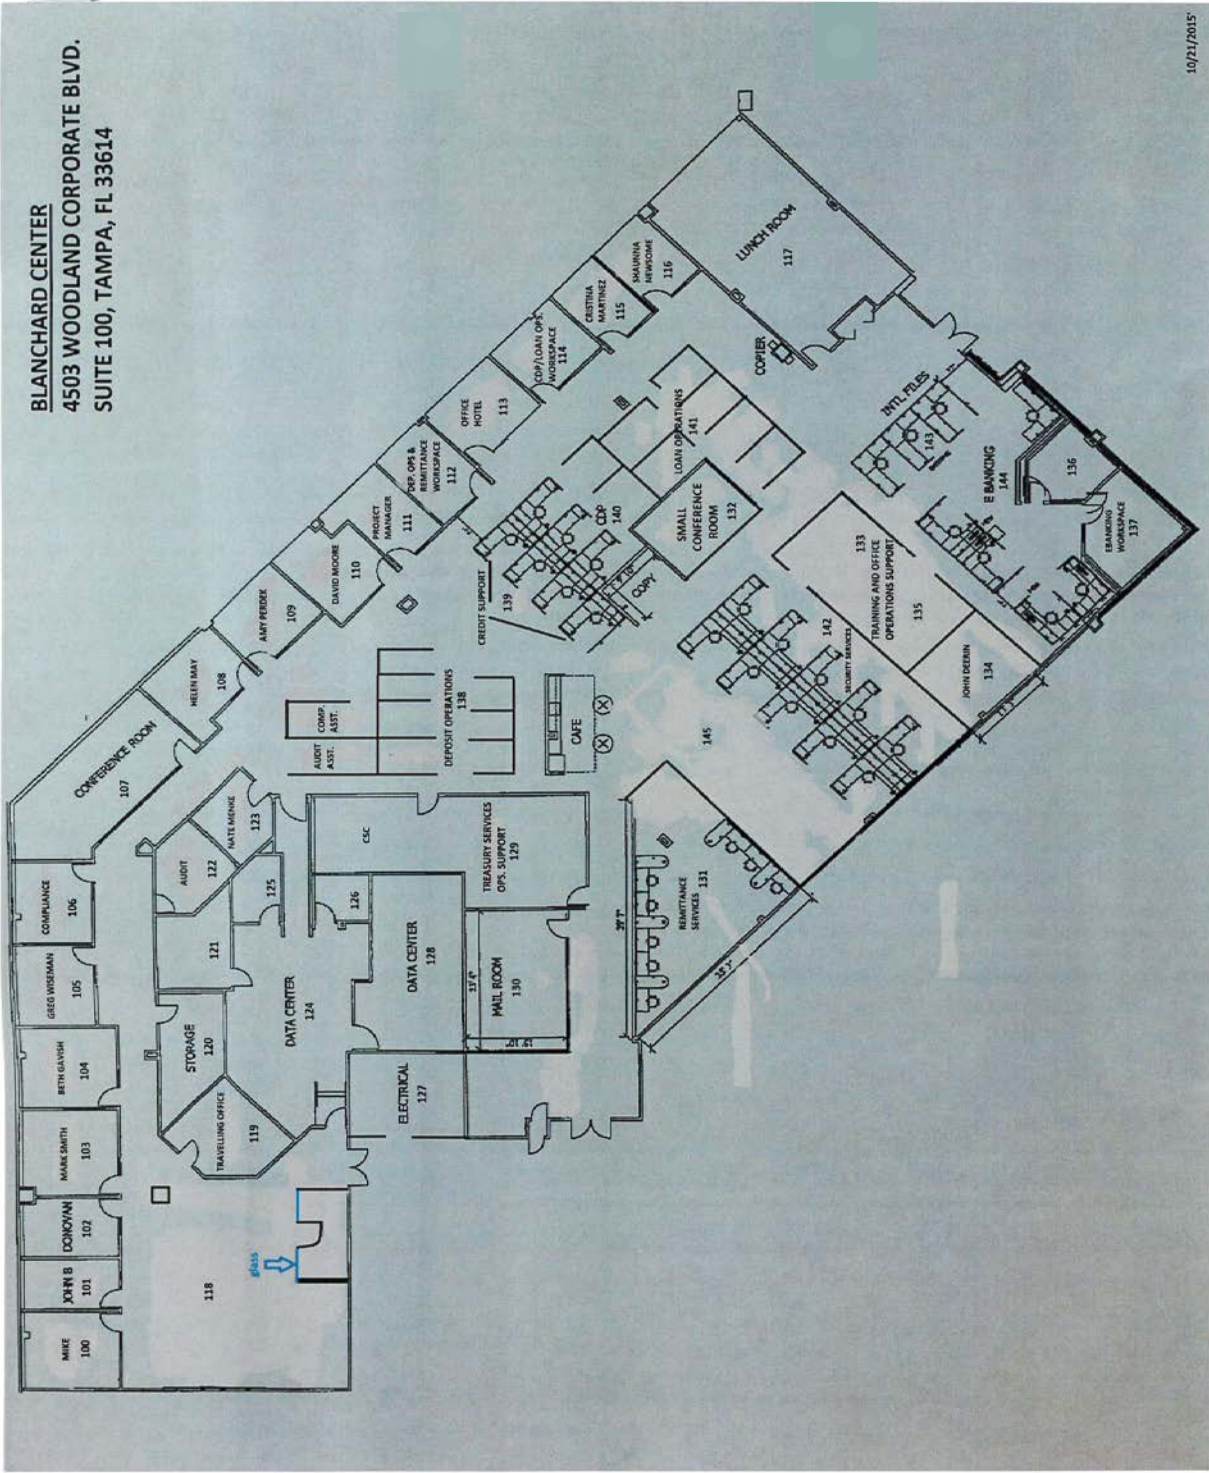 BLANCHARD CENTER
4503 WOODLAND CORPORATE BLVD.
SUITE 100, TAMPA, FL 33614
10/21/2015'
MIKE
100
JOHN B
101
DONOVAN
102
MARK SMITH
103
BETH GAVISH
104
GREG WISEMAN
105
COMPLIANCE
106
CONFERENCE ROOM
107
HELEN MAY
108
AMY PERDEK
109
DAVID MOORE
110
PROJECT
MANAGER
111
DEP. OPS &
REMITTANCE
WORKSPACE
112
OFFICE
HOTEL
113
CDP/LOAN OPS.
WORKSPACE
114
CRISTINA
MARTINEZ
115
SHAUNNA
NEWSOME
116
LUNCH ROOM
117
118
glass
TRAVELLING OFFICE
119
STORAGE
120
121
AUDIT
122
NATE MENKE
123
DATA CENTER
124
125
126
ELECTRICAL
127
DATA CENTER
128
CSC
TREASURY SERVICES
OPS. SUPPORT
129
MAIL ROOM
130
13'4"
15' 10"
AUDIT
ASST.
COMP.
ASST.
DEPOSIT OPERATIONS
138
CAFE
CREDIT SUPPORT
139
CDP
140
COPY
LOAN OPERATIONS
141
COPIER
SMALL
CONFERENCE
ROOM
132
133
TRAINING AND OFFICE
OPERATIONS SUPPORT
135
JOHN DEERIN
134
142
SECURITY SERVICES
145
REMITTANCE
SERVICES
131
INTL FILES
143
E BANKING
144
136
EBANKING
WORKSPACE
137